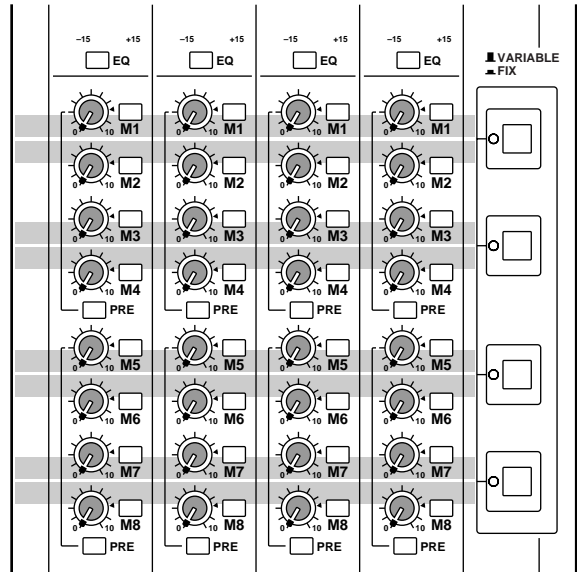 -15 +15 -15 +15 -15 +15 -15 +15
EQ EQ EQ EQ
VARIABLE
FIX
M1 M1 M1 M1
0 10 0 10 0 10 0 10
M2 M2 M2 M2
0 10 0 10 0 10 0 10
M3 M3 M3 M3
0 10 0 10 0 10 0 10
M4 M4 M4 M4
0 10 0 10 0 10 0 10
PRE PRE PRE PRE
M5 M5 M5 M5
0 10 0 10 0 10 0 10
M6 M6 M6 M6
0 10 0 10 0 10 0 10
M7 M7 M7 M7
0 10 0 10 0 10 0 10
M8 M8 M8 M8
0 10 0 10 0 10 0 10
PRE PRE PRE PRE